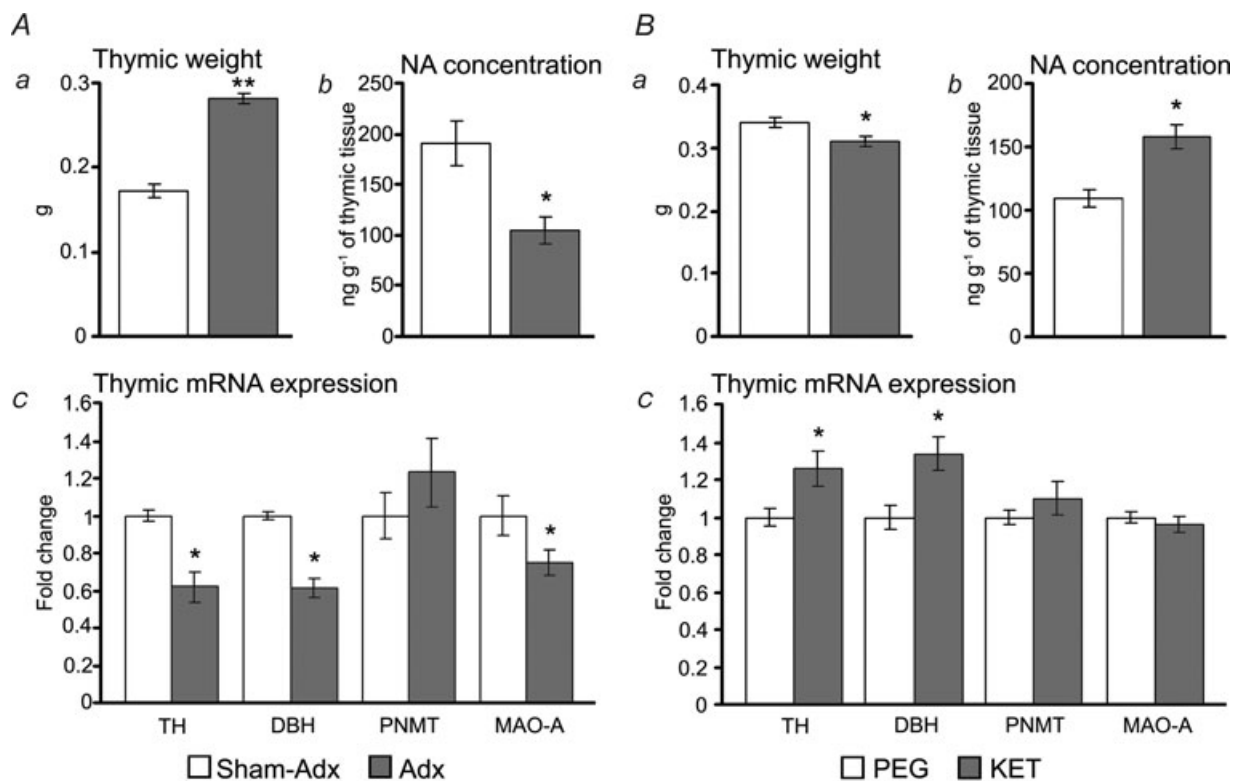 A
Thymic weight
a
0.3
0.2
0.1
0
g
**
NA concentration
b
250
200
150
100
50
0
ng g⁻¹ of thymic tissue
*
Thymic mRNA expression
c
1.6
1.4
1.2
1
0.8
0.6
0.4
0.2
0
Fold change
* * *
TH DBH PNMT MAO-A
Sham-Adx Adx
B
Thymic weight
a
0.4
0.3
0.2
0.1
0
g
*
NA concentration
b
200
150
100
50
0
ng g⁻¹ of thymic tissue
*
Thymic mRNA expression
c
1.6
1.4
1.2
1
0.8
0.6
0.4
0.2
0
Fold change
* *
TH DBH PNMT MAO-A
PEG KET